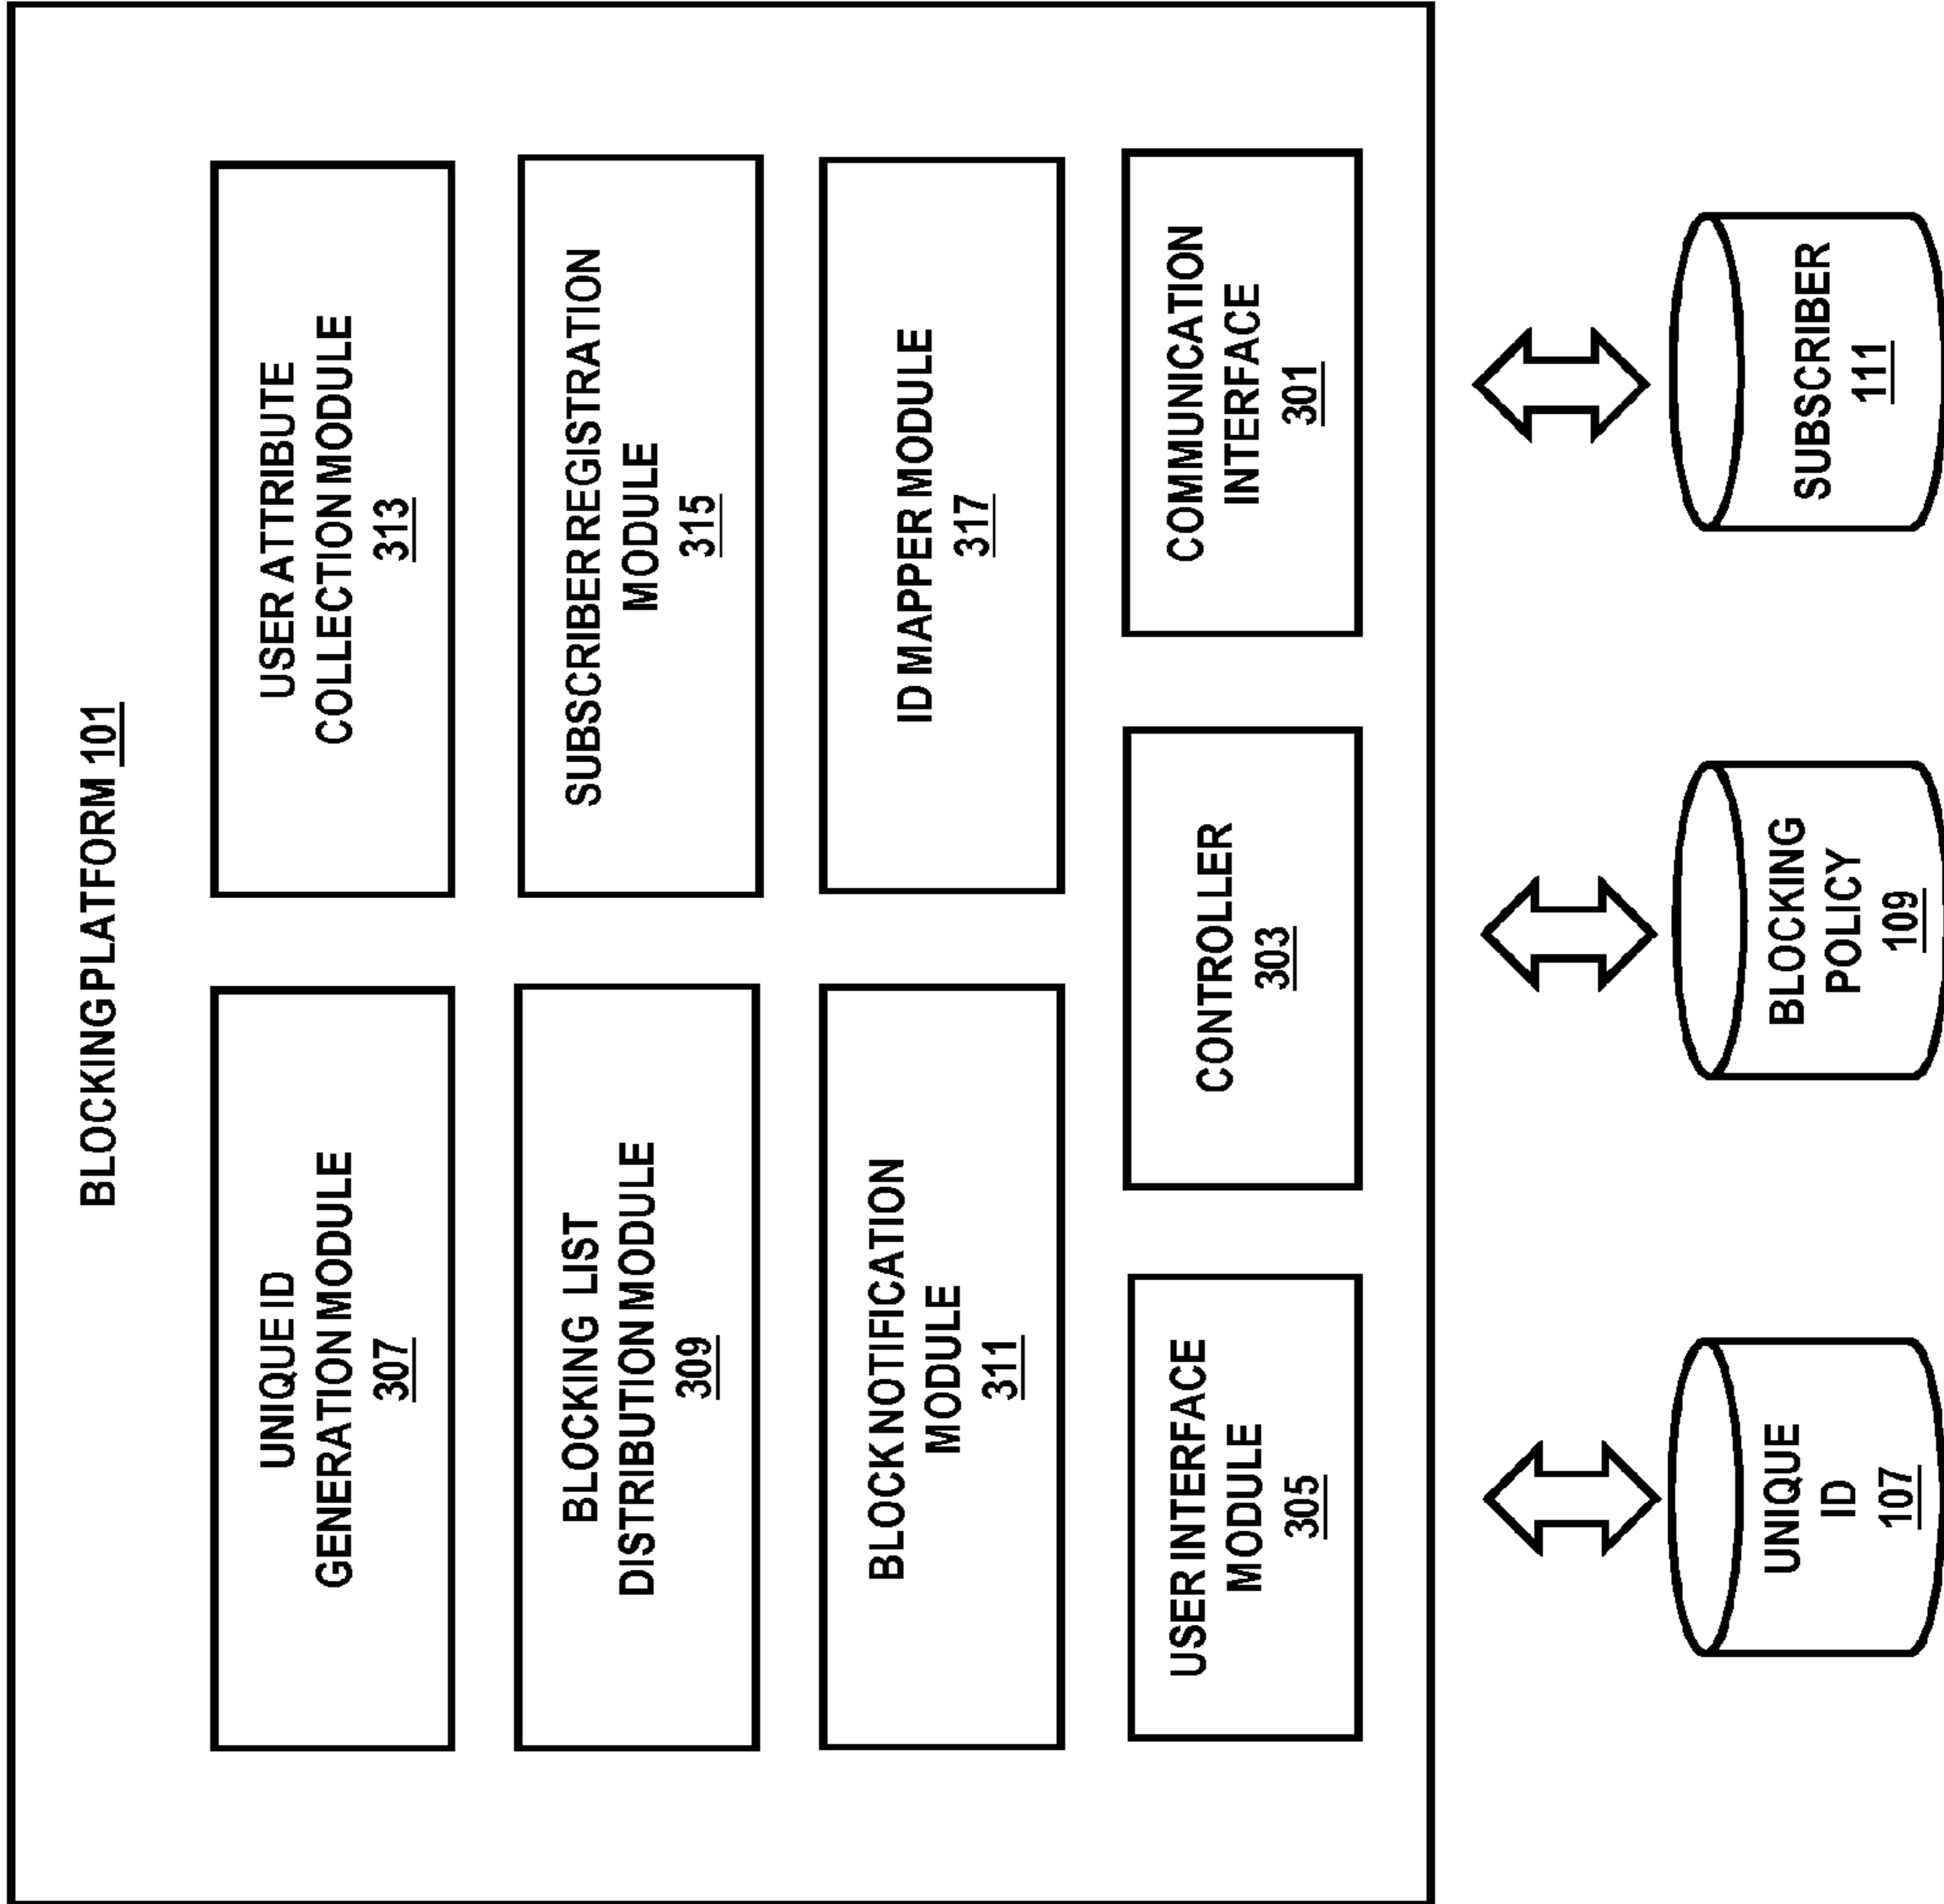 BLOCKING PLATFORM 101
UNIQUE ID
GENERATION MODULE
307
USER ATTRIBUTE
COLLECTION MODULE
313
BLOCKING LIST
DISTRIBUTION MODULE
309
SUBSCRIBER REGISTRATION
MODULE
315
BLOCK NOTIFICATION
MODULE
311
ID MAPPER MODULE
317
USER INTERFACE
MODULE
305
CONTROLLER
303
COMMUNICATION
INTERFACE
301
UNIQUE
ID
107
BLOCKING
POLICY
109
SUBSCRIBER
111